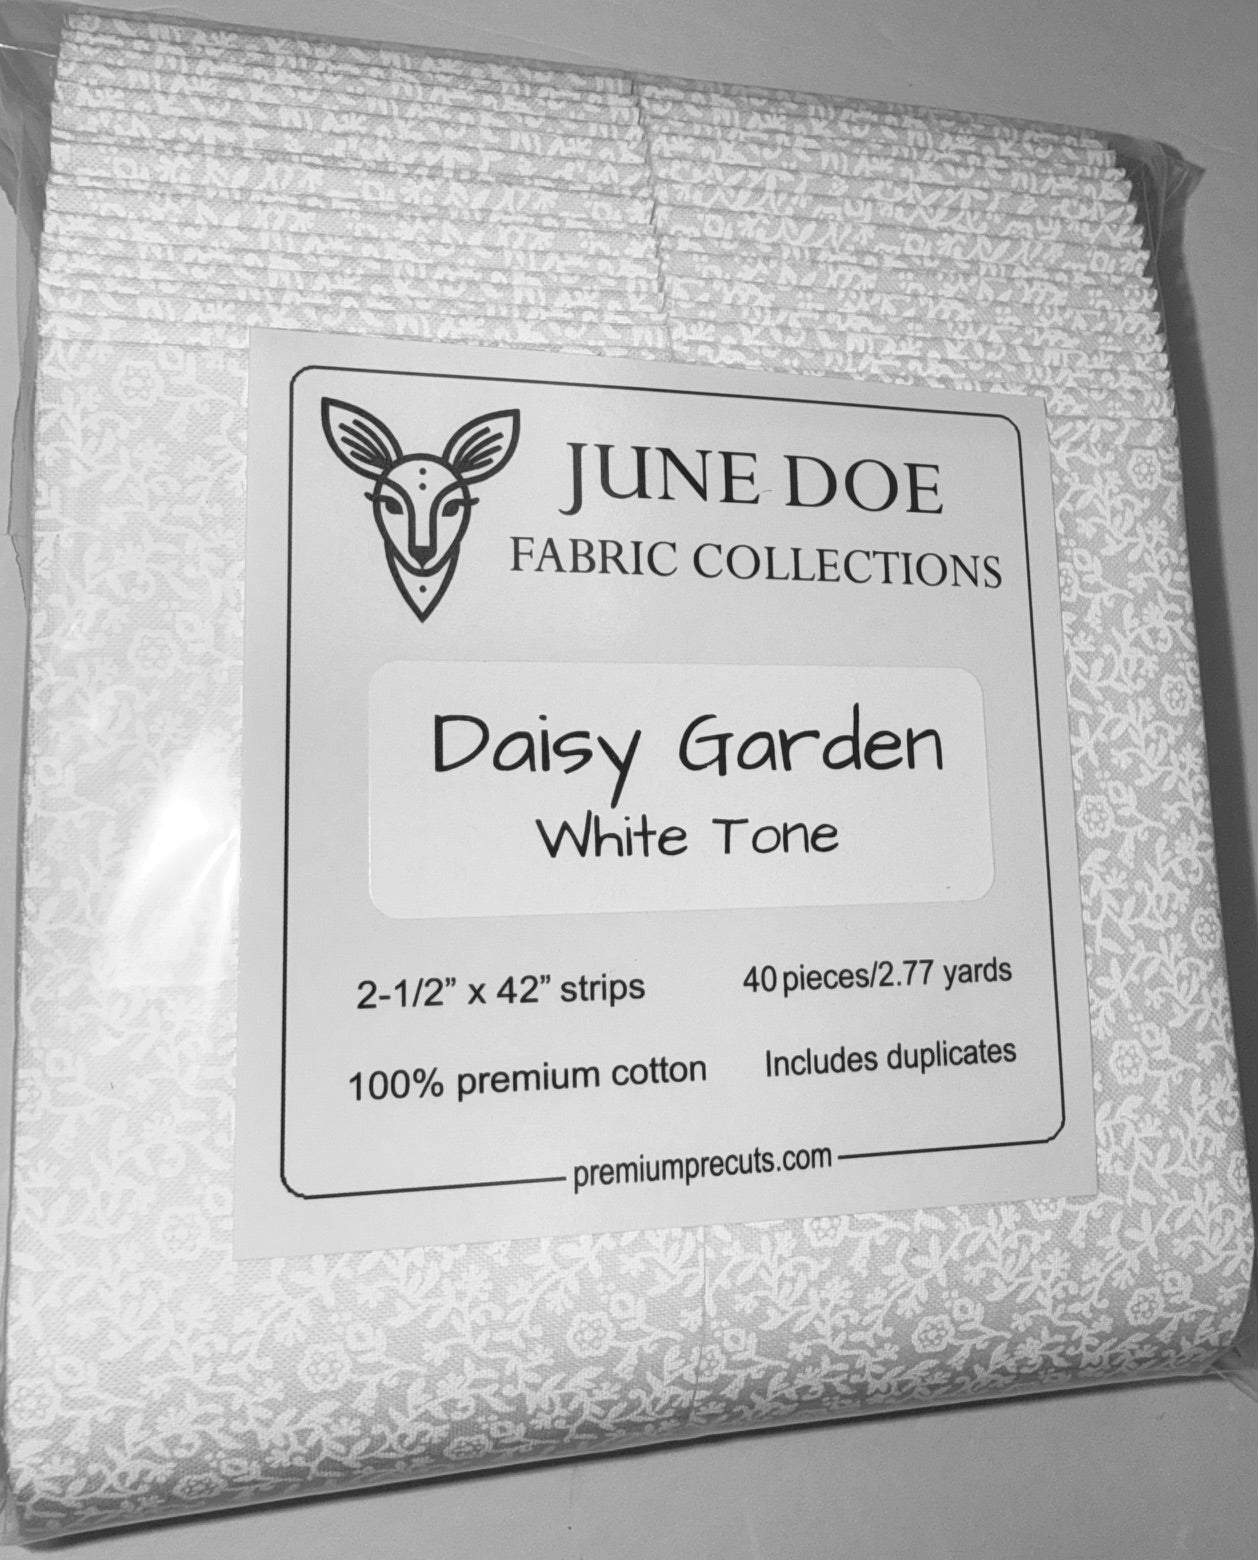 JUNE DOE
FABRIC COLLECTIONS
Daisy Garden
White Tone
2-1/2” x 42” strips
40 pieces/2.77 yards
100% premium cotton
Includes duplicates
premiumprecuts.com